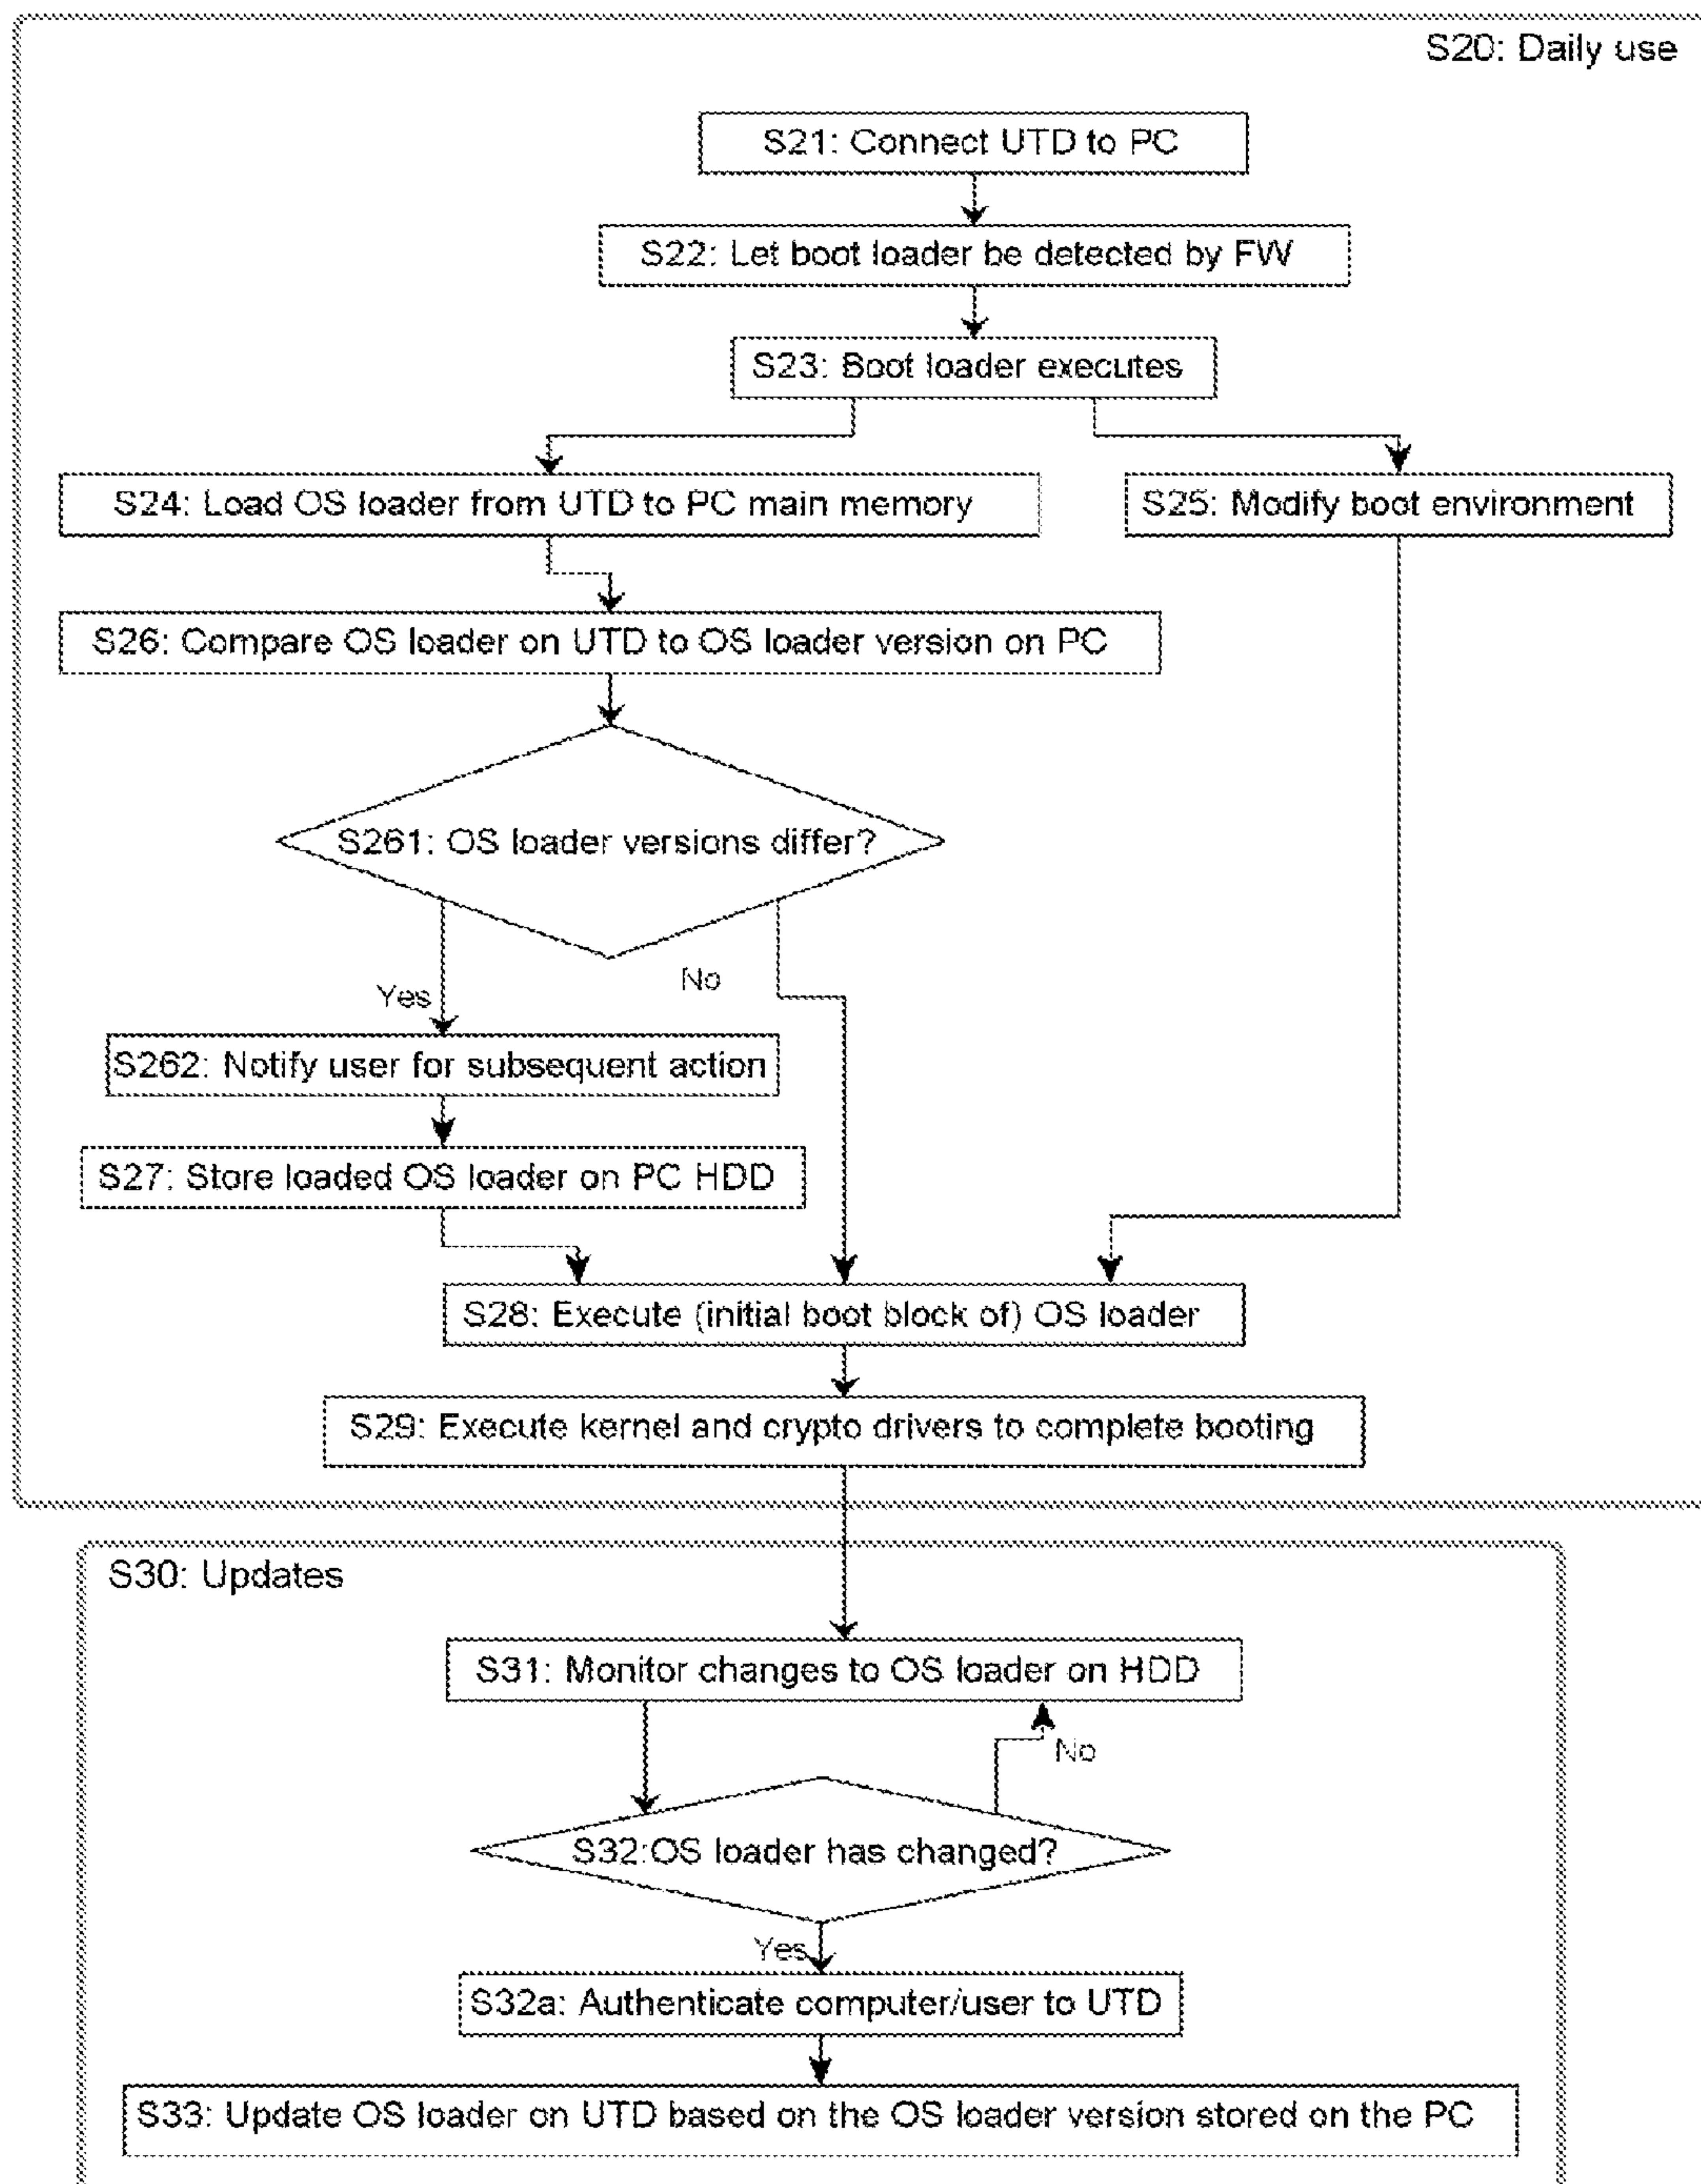 S20: Daily use
S21: Connect UTD to PC
S22: Let boot loader be detected by FW
S23: Boot loader executes
S24: Load OS loader from UTD to PC main memory
S25: Modify boot environment
S26: Compare OS loader on UTD to OS loader version on PC
S261: OS loader versions differ?
Yes
No
S262: Notify user for subsequent action
S27: Store loaded OS loader on PC HDD
S28: Execute (initial boot block of) OS loader
S29: Execute kernel and crypto drivers to complete booting
S30: Updates
S31: Monitor changes to OS loader on HDD
No
S32:OS loader has changed?
Yes
S32a: Authenticate computer/user to UTD
S33: Update OS loader on UTD based on the OS loader version stored on the PC